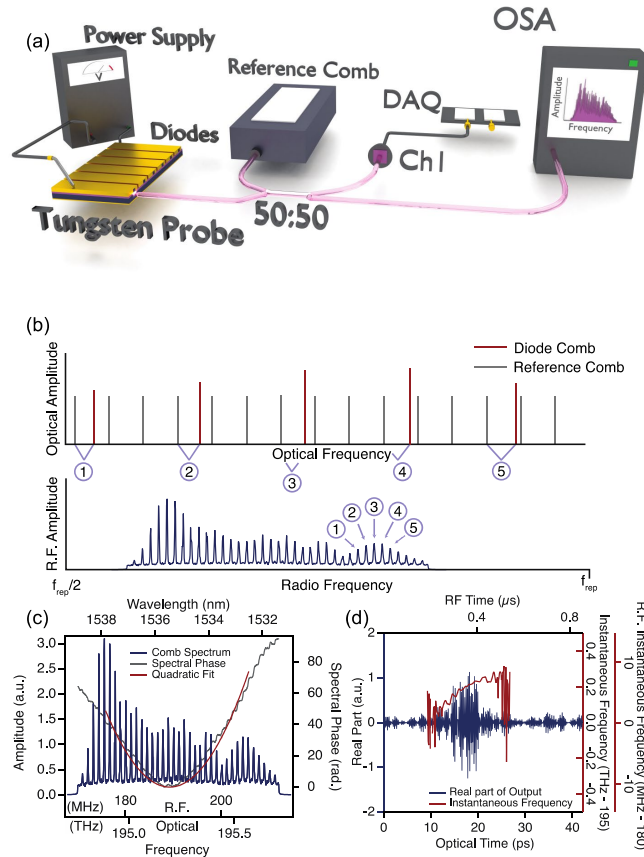 (a)
Power Supply
V
Diodes
Tungsten Probe
Reference Comb
50:50
DAQ
Ch1
OSA
Amplitude
Frequency
(b)
Optical Amplitude
Diode Comb
Reference Comb
Optical Frequency
1
2
3
4
5
R.F. Amplitude
1
2
3
4
5
f_rep/2
Radio Frequency
f_rep
(c)
Wavelength (nm)
1538
1536
1534
1532
Amplitude (a.u.)
3.0
2.5
2.0
1.5
1.0
0.5
0.0
Comb Spectrum
Spectral Phase
Quadratic Fit
80
60
40
20
0
Spectral Phase (rad.)
(MHz)
180
R.F.
200
(THz)
Optical
195.0
195.5
Frequency
(d)
RF Time (µs)
0.4
0.8
Real Part (a.u.)
2
1
0
-1
-2
Real part of Output
Instantaneous Frequency
0
10
20
30
40
Optical Time (ps)
0.4
0.2
0.0
-0.2
-0.4
Instantaneous Frequency (THz - 195)
10
0
-10
R.F. Instantaneous Frequency (MHz - 180)